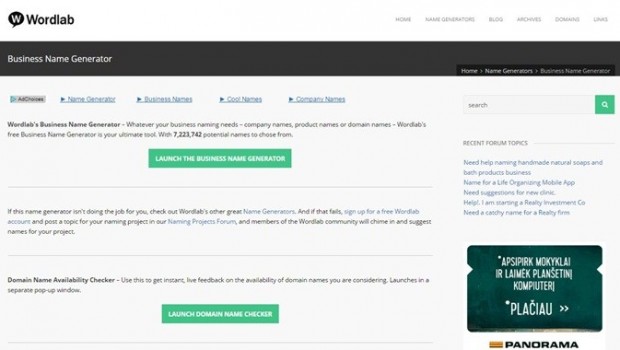 Wordlab
HOME NAME GENERATORS BLOG ARCHIVES DOMAINS LINKS
Business Name Generator
Home > Name Generators > Business Name Generator
AdChoices ► Name Generator ► Business Names ► Cool Names ► Company Names
Wordlab's Business Name Generator – Whatever your business naming needs – company names, product names or domain names – Wordlab's
free Business Name Generator is your ultimate tool. With 7,223,742 potential names to chose from.
LAUNCH THE BUSINESS NAME GENERATOR
If this name generator isn't doing the job for you, check out Wordlab's other great Name Generators. And if that fails, sign up for a free Wordlab
account and post a topic for your naming project in our Naming Projects Forum, and members of the Wordlab community will chime in and suggest
names for your project.
Domain Name Availability Checker – Use this to get instant, live feedback on the availability of domain names you are considering. Launches in a
separate pop-up window.
LAUNCH DOMAIN NAME CHECKER
search
RECENT FORUM TOPICS
Need help naming handmade natural soaps and
bath products business
Name for a Life Organizing Mobile App
Need suggestions for new clinic.
Help!. I am starting a Realty Investment Co
Need a catchy name for a Realty firm
*APSIPIRK MOKYKLAI
IR LAIMĖK PLANŠETINĮ
KOMPIUTERĮ
*PLAČIAU >>
PANORAMA